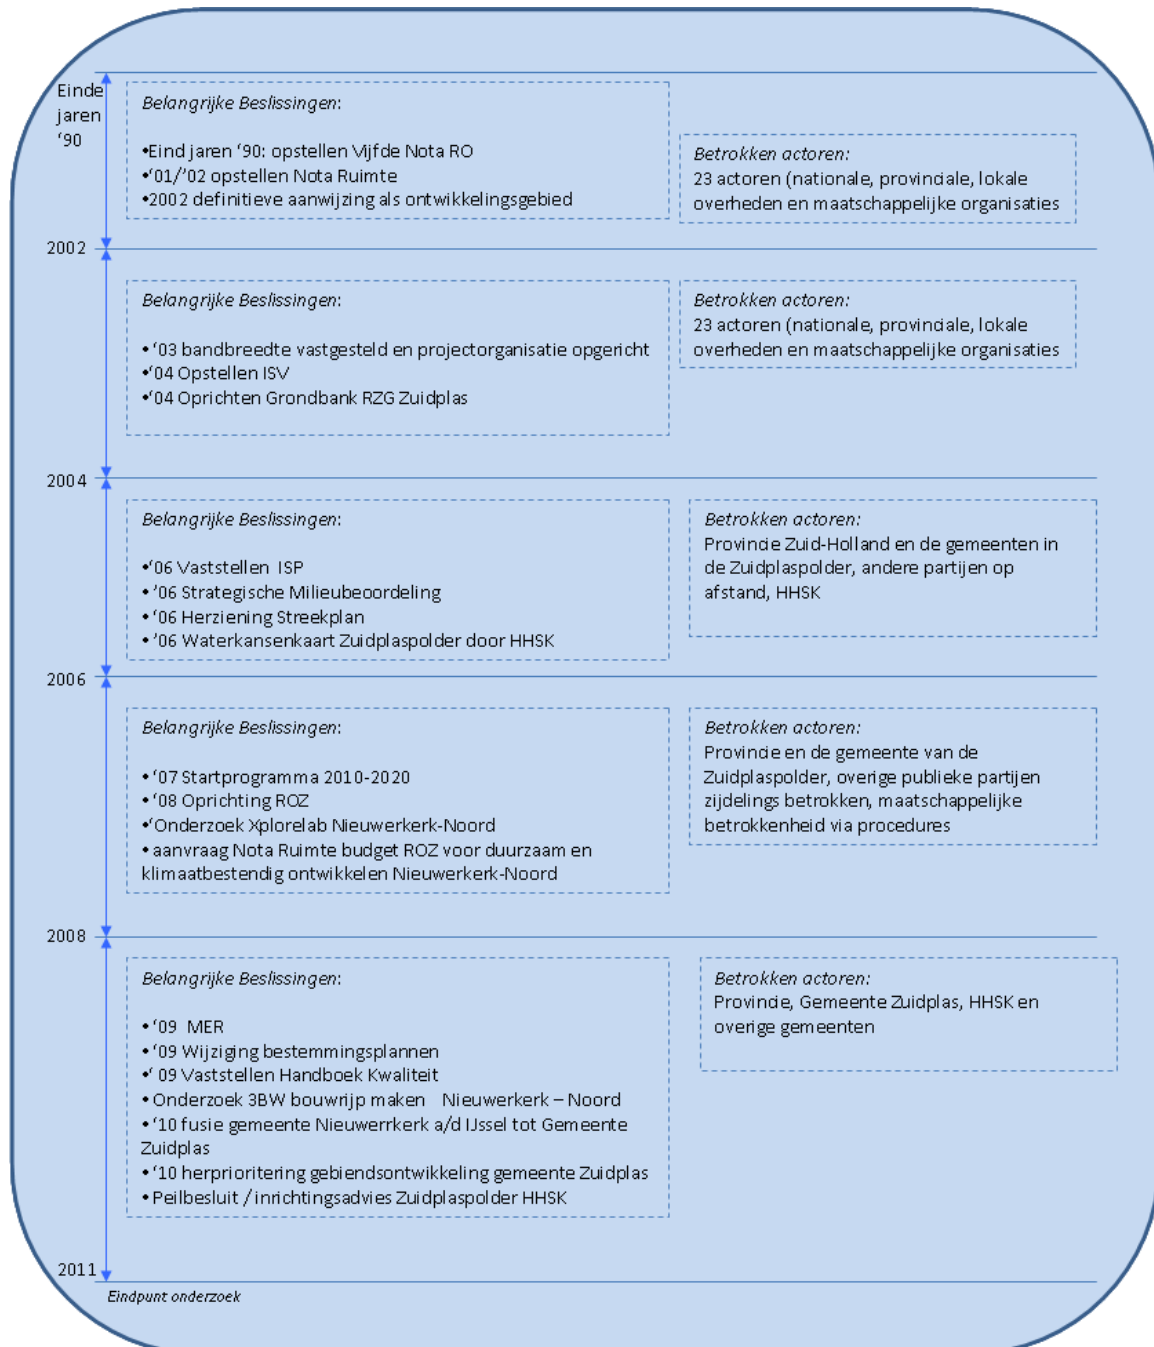 Einde
jaren
‘90
Belangrijke Beslissingen:
•Eind jaren ‘90: opstellen Vijfde Nota RO
•‘01/’02 opstellen Nota Ruimte
•2002 definitieve aanwijzing als ontwikkelingsgebied
Betrokken actoren:
23 actoren (nationale, provinciale, lokale
overheden en maatschappelijke organisaties
2002
Belangrijke Beslissingen:
• ‘03 bandbreedte vastgesteld en projectorganisatie opgericht
•‘04 Opstellen ISV
•‘04 Oprichten Grondbank RZG Zuidplas
Betrokken actoren:
23 actoren (nationale, provinciale, lokale
overheden en maatschappelijke organisaties
2004
Belangrijke Beslissingen:
•‘06 Vaststellen ISP
•’06 Strategische Milieubeoordeling
•‘06 Herziening Streekplan
•’06 Waterkansenkaart Zuidplaspolder door HHSK
Betrokken actoren:
Provincie Zuid-Holland en de gemeenten in
de Zuidplaspolder, andere partijen op
afstand, HHSK
2006
Belangrijke Beslissingen:
•‘07 Startprogramma 2010-2020
•‘08 Oprichting ROZ
•‘Onderzoek Xplorelab Nieuwerkerk-Noord
• aanvraag Nota Ruimte budget ROZ voor duurzaam en
klimaatbestendig ontwikkelen Nieuwerkerk-Noord
Betrokken actoren:
Provincie en de gemeente van de
Zuidplaspolder, overige publieke partijen
zijdelings betrokken, maatschappelijke
betrokkenheid via procedures
2008
Belangrijke Beslissingen:
•‘09 MER
•‘09 Wijziging bestemmingsplannen
•‘ 09 Vaststellen Handboek Kwaliteit
• Onderzoek 3BW bouwrijp maken Nieuwerkerk – Noord
•‘10 fusie gemeente Nieuwerrkerk a/d IJssel tot Gemeente
Zuidplas
•‘10 herprioritering gebiendsontwikkeling gemeente Zuidplas
• Peilbesluit / inrichtingsadvies Zuidplaspolder HHSK
Betrokken actoren:
Provincie, Gemeente Zuidplas, HHSK en
overige gemeenten
2011
Eindpunt onderzoek